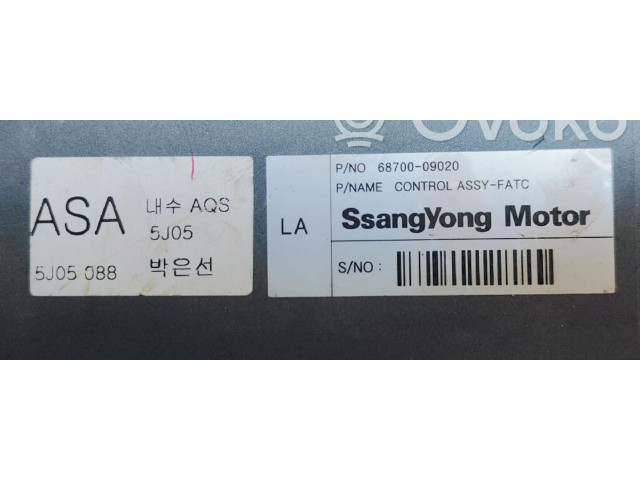 Ovoko
ASA 내수 AQS
5J05
5J05 088 박은선
LA
P/NO 68700-09020
P/NAME CONTROL ASSY-FATC
SsangYong Motor
S/NO :